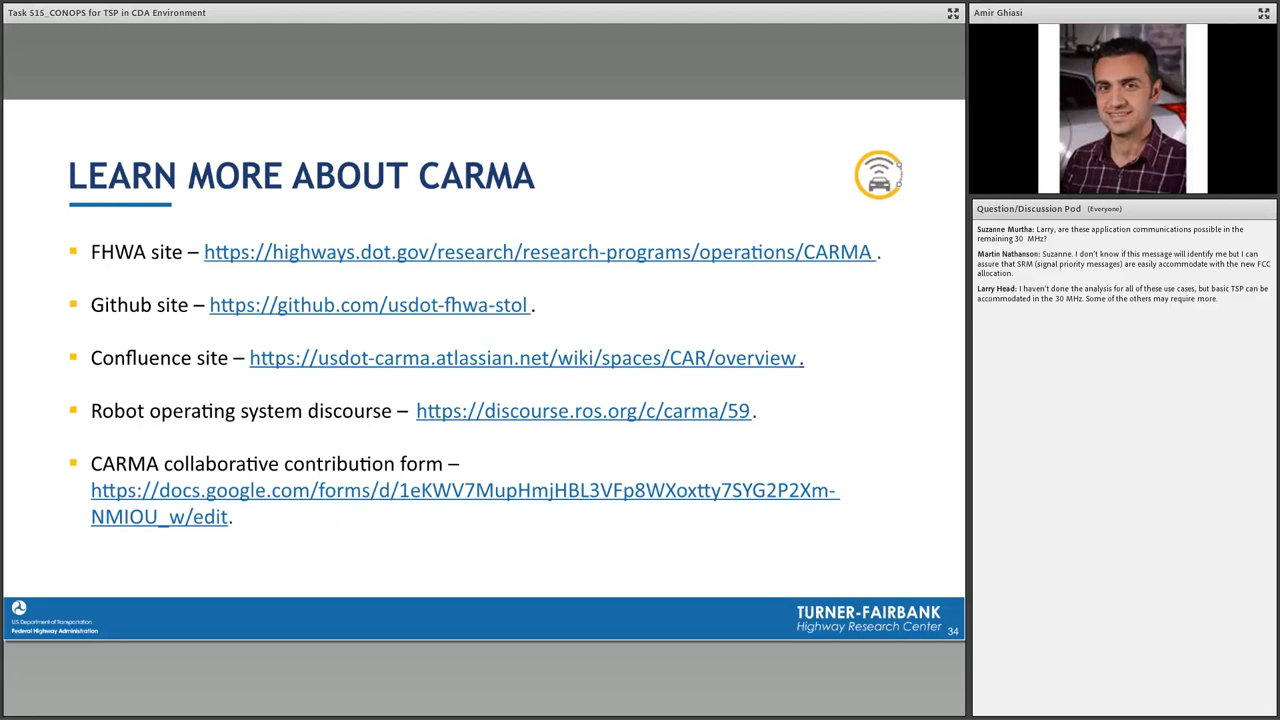 Task 515_CONOPS for TSP in CDA Environment
LEARN MORE ABOUT CARMA
FHWA site – https://highways.dot.gov/research/research-programs/operations/CARMA .
Github site – https://github.com/usdot-fhwa-stol .
Confluence site – https://usdot-carma.atlassian.net/wiki/spaces/CAR/overview .
Robot operating system discourse – https://discourse.ros.org/c/carma/59.
CARMA collaborative contribution form –
https://docs.google.com/forms/d/1eKWV7MupHmjHBL3VFp8WXoxtty7SYG2P2Xm-
NMIOU_w/edit.
U.S. Department of Transportation
Federal Highway Administration
TURNER-FAIRBANK
Highway Research Center
34
Amir Ghiasi
Question/Discussion Pod (Everyone)
Suzanne Murtha: Larry, are these application communications possible in the
remaining 30 MHz?
Martin Nathanson: Suzanne. I don't know if this message will identify me but I can
assure that SRM (signal priority messages) are easily accommodate with the new FCC
allocation.
Larry Head: I haven't done the analysis for all of these use cases, but basic TSP can be
accommodated in the 30 MHz. Some of the others may require more.